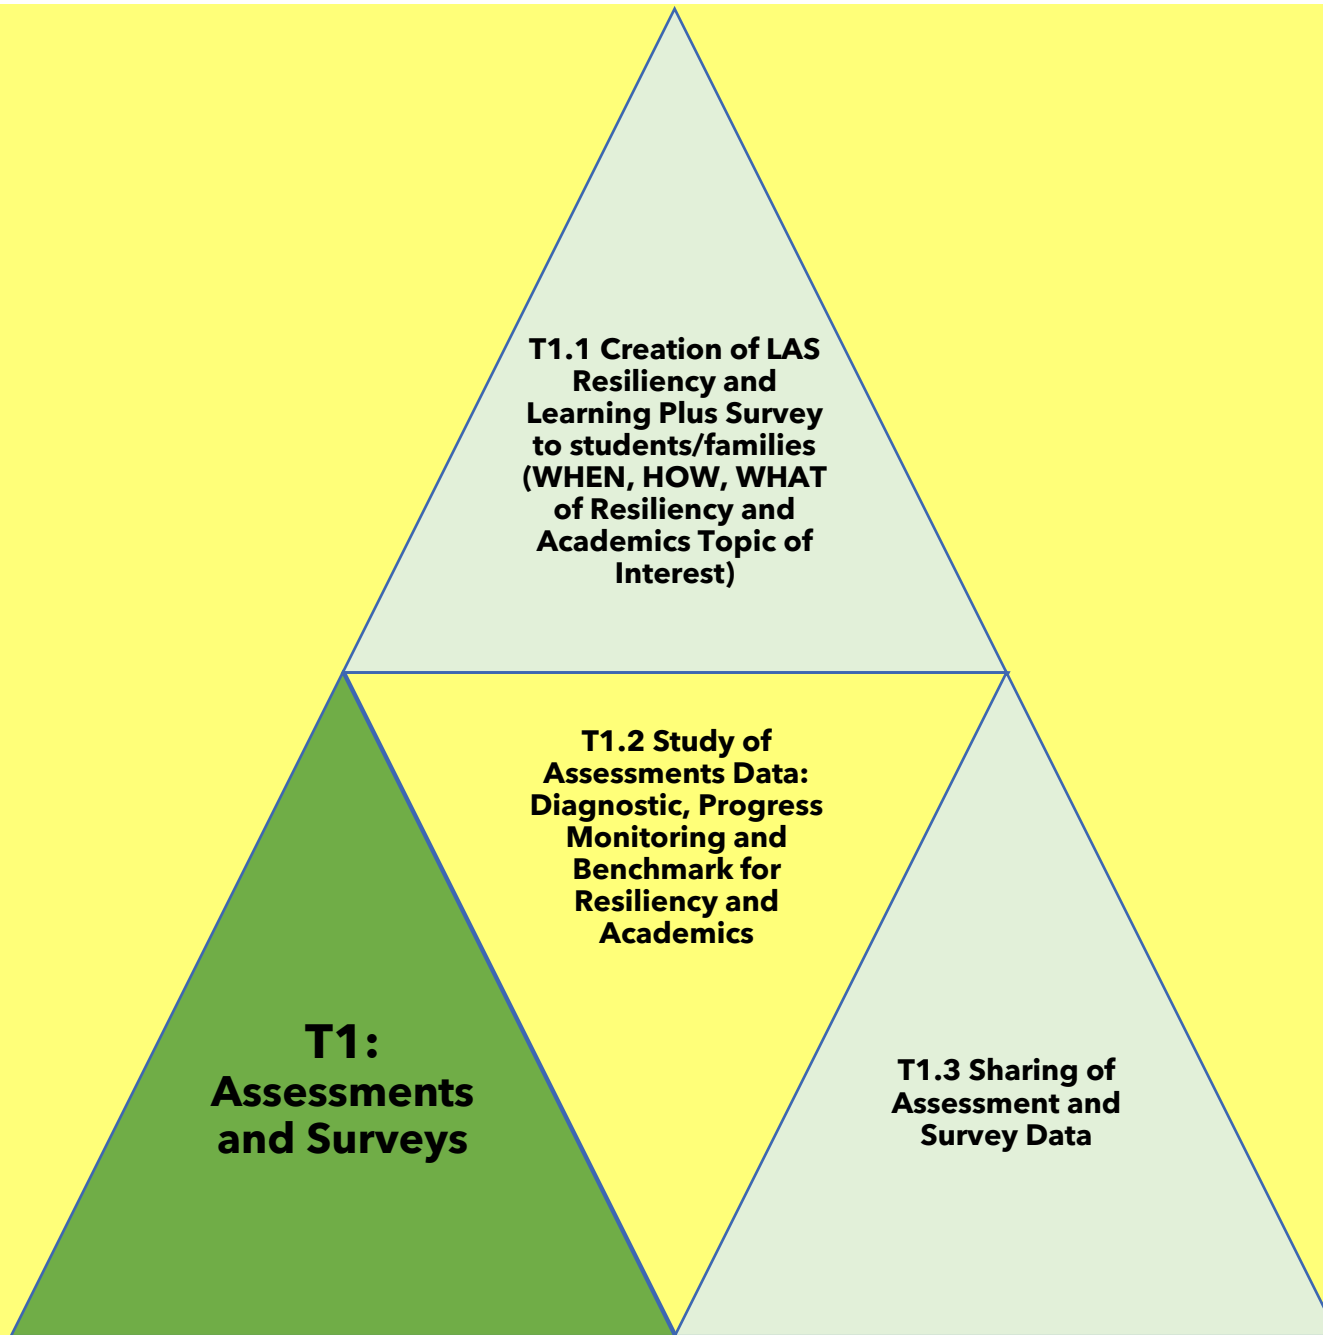 T1.1 Creation of LAS
Resiliency and
Learning Plus Survey
to students/families
(WHEN, HOW, WHAT
of Resiliency and
Academics Topic of
Interest)
T1.2 Study of
Assessments Data:
Diagnostic, Progress
Monitoring and
Benchmark for
Resiliency and
Academics
T1:
Assessments
and Surveys
T1.3 Sharing of
Assessment and
Survey Data